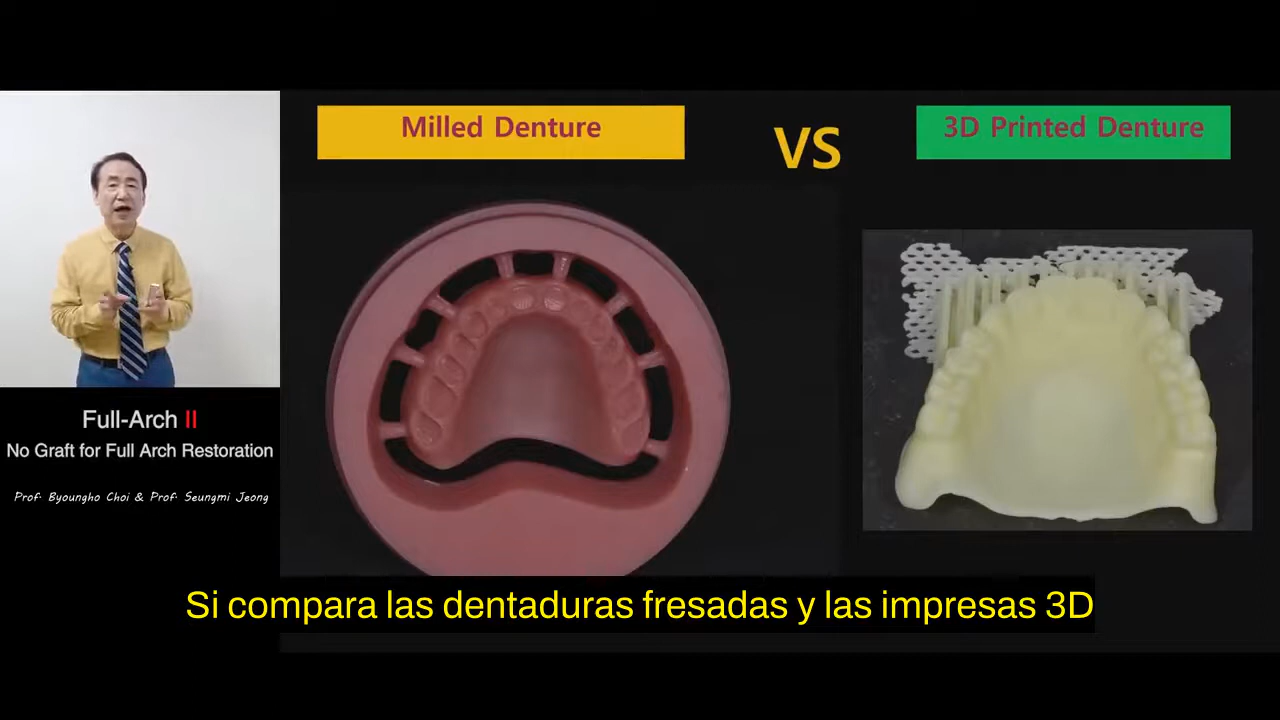 Milled Denture
VS
3D Printed Denture
Full-Arch II
No Graft for Full Arch Restoration
Prof. Byoungho Choi & Prof. Seungmi Jeong
Si compara las dentaduras fresadas y las impresas 3D